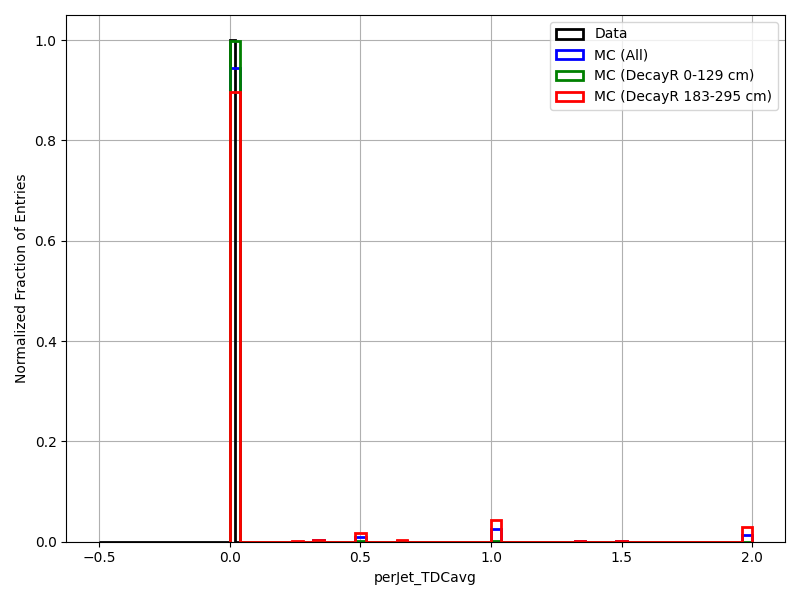 Data
MC (All)
MC (DecayR 0-129 cm)
MC (DecayR 183-295 cm)
Normalized Fraction of Entries
1.0
0.8
0.6
0.4
0.2
0.0
−0.5
0.0
0.5
1.0
1.5
2.0
perJet_TDCavg